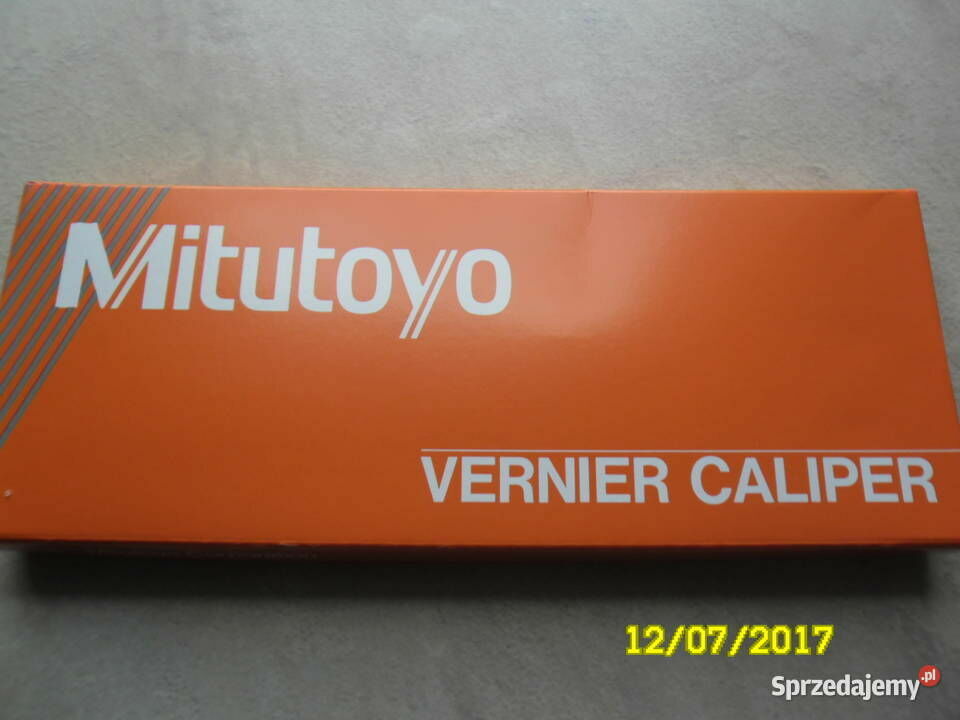 Mitutoyo
VERNIER CALIPER
12/07/2017
Sprzedajemy.pl